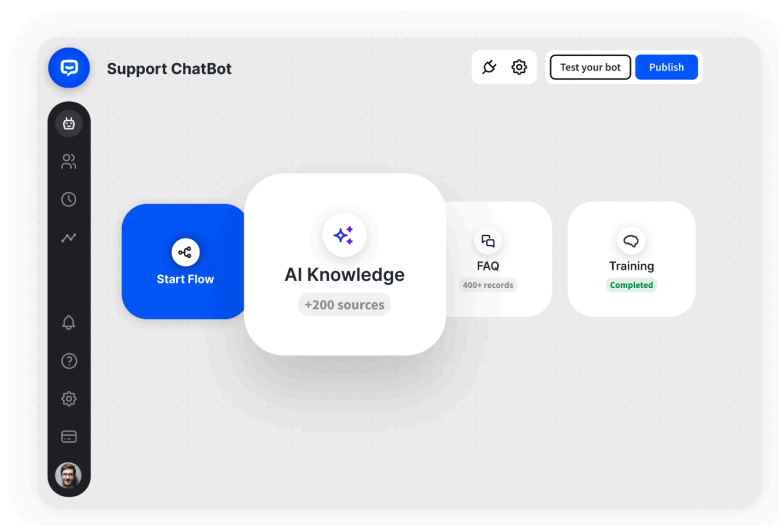 Support ChatBot
Test your bot
Publish
Start Flow
AI Knowledge
+200 sources
FAQ
400+ records
Training
Completed